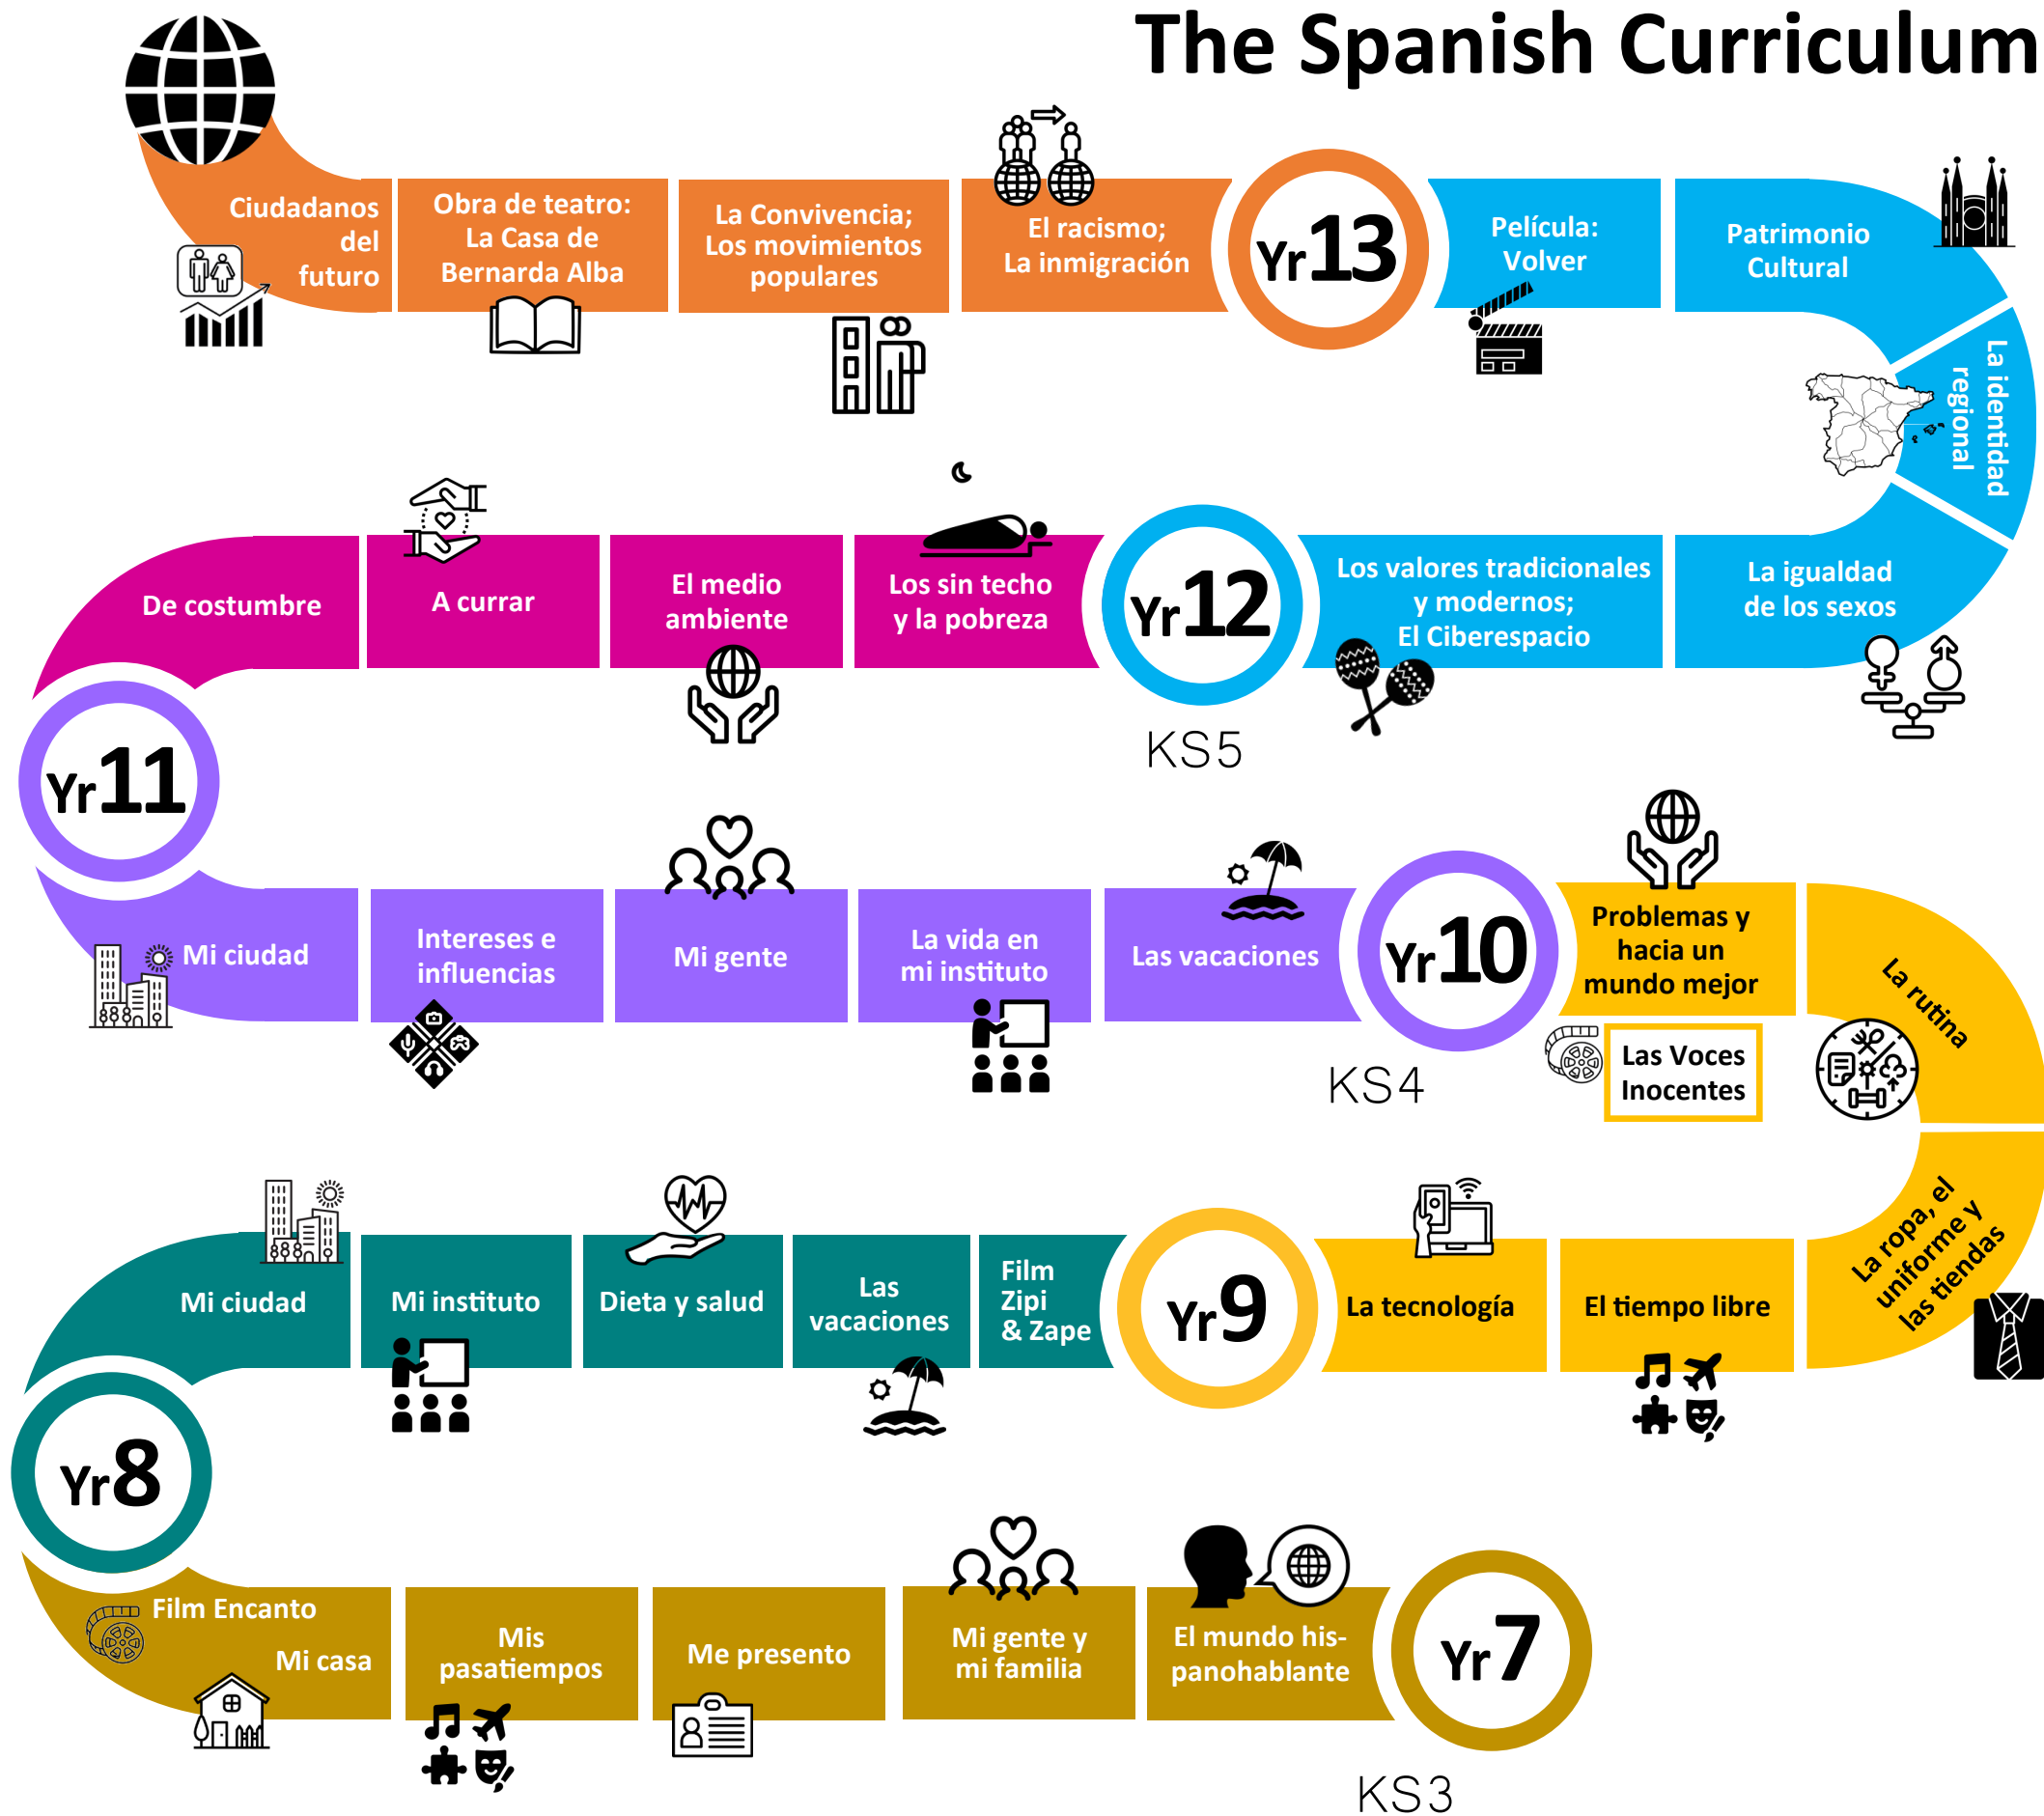 The Spanish Curriculum
Ciudadanos
del
futuro
Obra de teatro:
La Casa de
Bernarda Alba
La Convivencia;
Los movimientos
populares
El racismo;
La inmigración
Yr13
Película:
Volver
Patrimonio
Cultural
La identidad
regional
De costumbre
A currar
El medio
ambiente
Los sin techo
y la pobreza
Yr12
Los valores tradicionales
y modernos;
El Ciberespacio
La igualdad
de los sexos
KS5
Yr11
Mi ciudad
Intereses e
influencias
Mi gente
La vida en
mi instituto
Las vacaciones
Yr10
Problemas y
hacia un
mundo mejor
Las Voces
Inocentes
La rutina
KS4
Mi ciudad
Mi instituto
Dieta y salud
Las
vacaciones
Film
Zipi
& Zape
Yr9
La tecnología
El tiempo libre
La ropa, el
uniforme y
las tiendas
Yr8
Film Encanto
Mi casa
Mis
pasatiempos
Me presento
Mi gente y
mi familia
El mundo his-
panohablante
Yr7
KS3